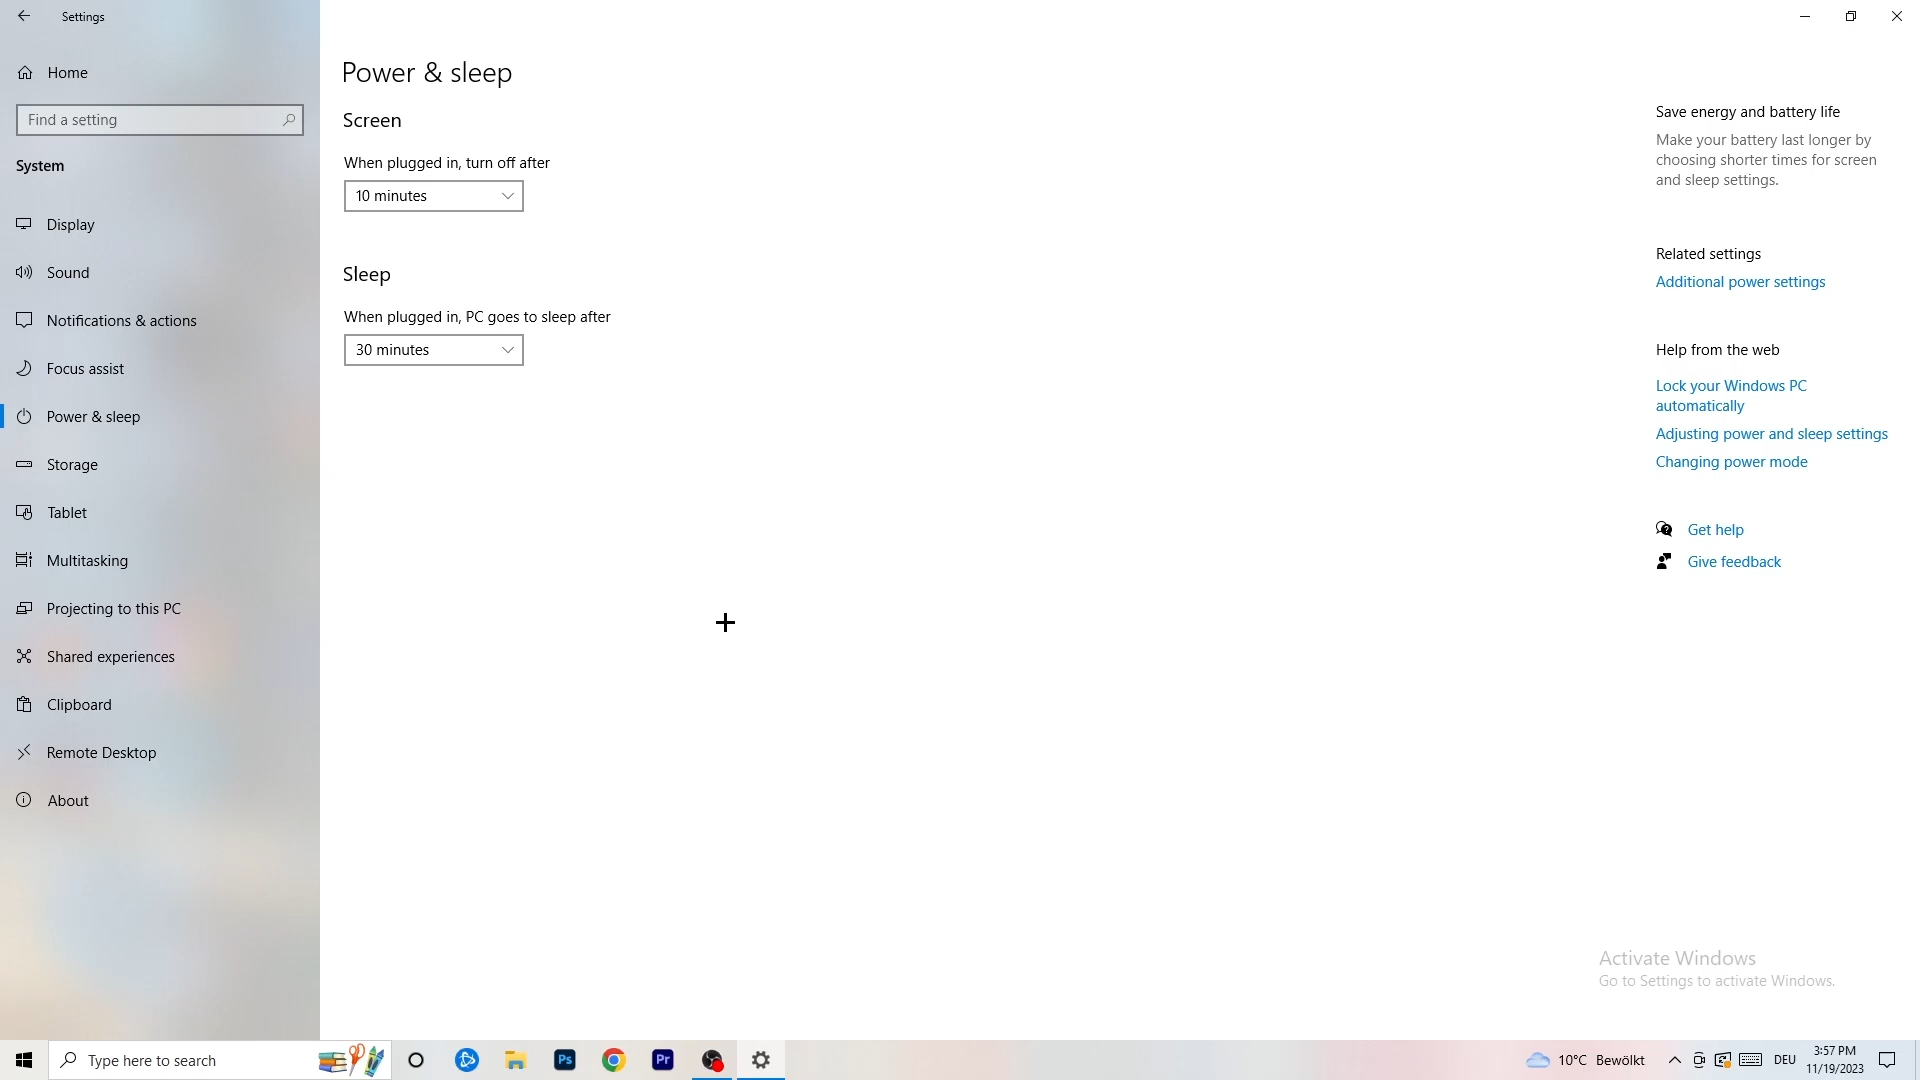 Settings
Home
Find a setting
System
Display
Sound
Notifications & actions
Focus assist
Power & sleep
Storage
Tablet
Multitasking
Projecting to this PC
Shared experiences
Clipboard
Remote Desktop
About
Power & sleep
Screen
When plugged in, turn off after
10 minutes
Sleep
When plugged in, PC goes to sleep after
30 minutes
Save energy and battery life
Make your battery last longer by
choosing shorter times for screen
and sleep settings.
Related settings
Additional power settings
Help from the web
Lock your Windows PC
automatically
Adjusting power and sleep settings
Changing power mode
Get help
Give feedback
Activate Windows
Go to Settings to activate Windows.
Type here to search
Ps
Pr
10°C Bewölkt
DEU
3:57 PM
11/19/2023